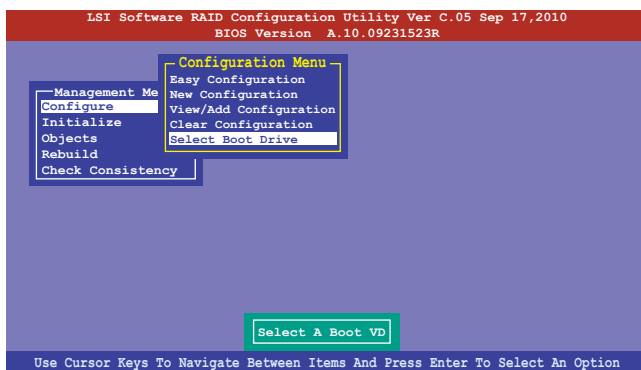 LSI Software RAID Configuration Utility Ver C.05 Sep 17,2010
BIOS Version A.10.09231523R
Configuration Menu
Easy Configuration
New Configuration
View/Add Configuration
Clear Configuration
Select Boot Drive
Management Me
Configure
Initialize
Objects
Rebuild
Check Consistency
Select A Boot VD
Use Cursor Keys To Navigate Between Items And Press Enter To Select An Option